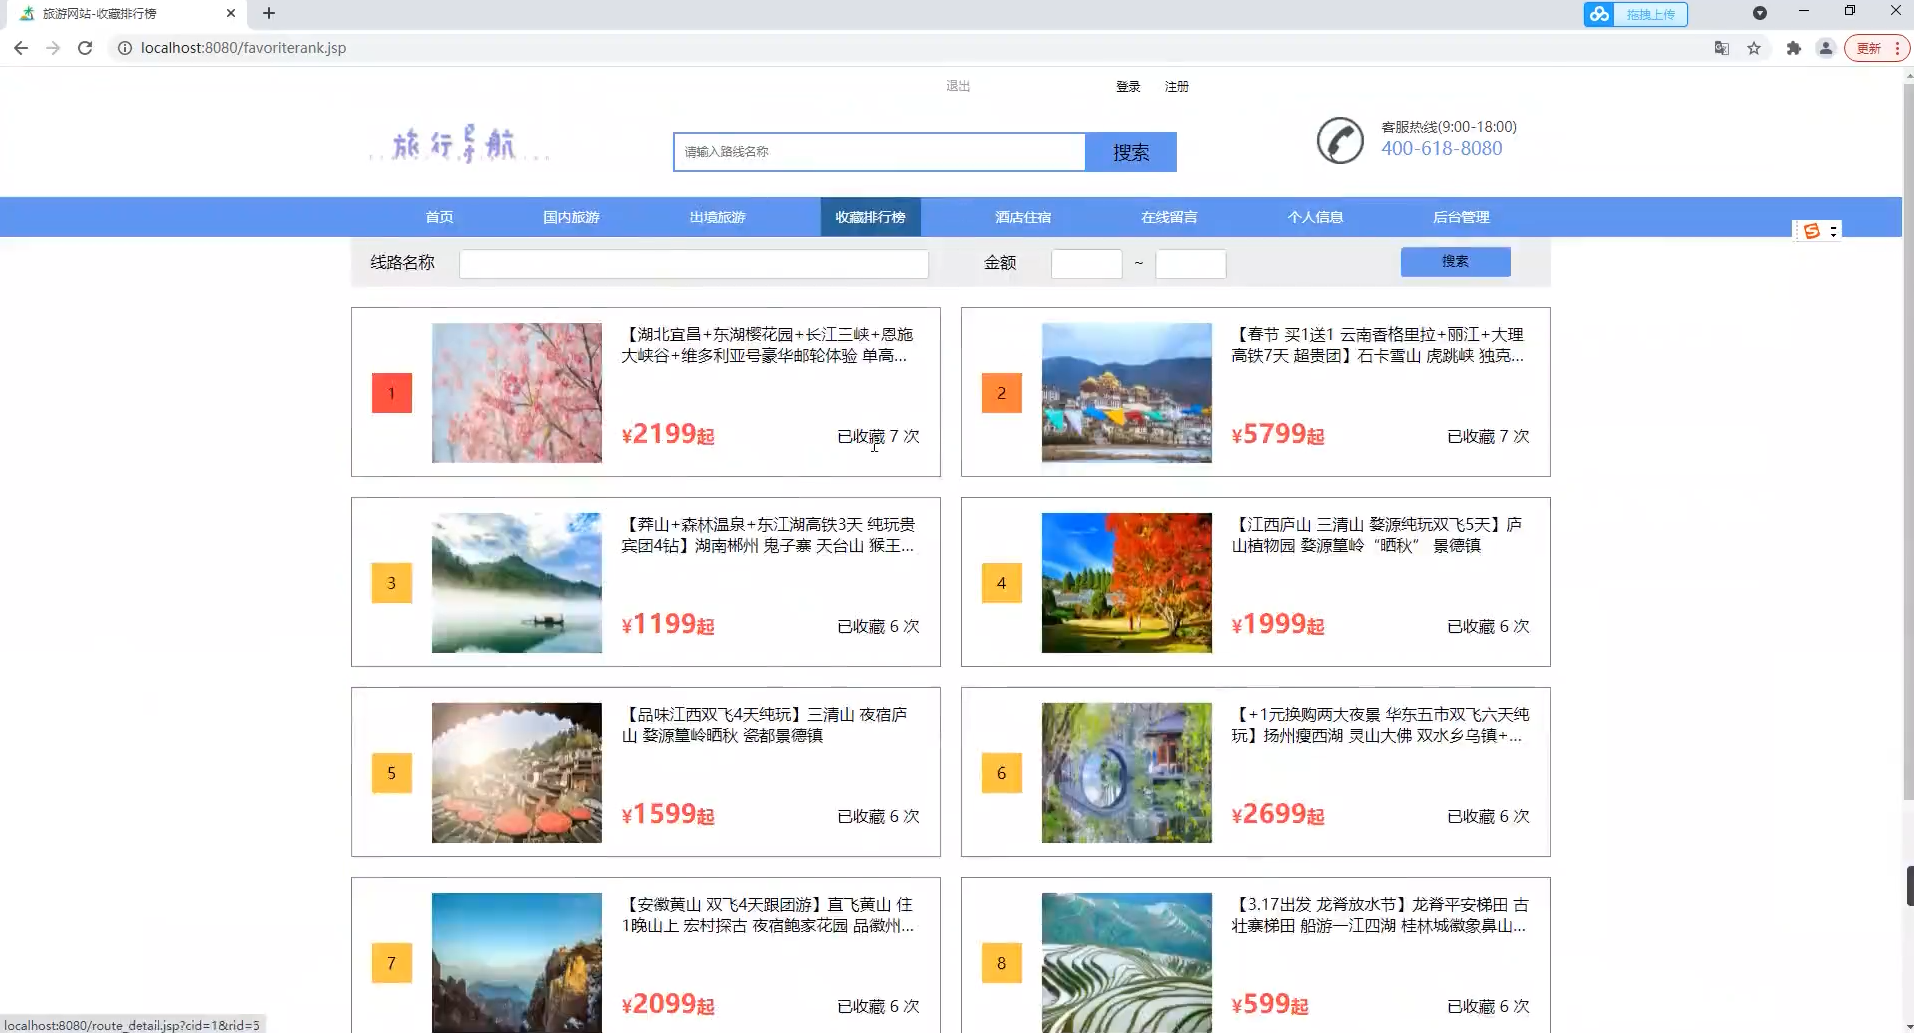 旅游网站-收藏排行榜
拖拽上传
localhost:8080/favoriterank.jsp
更新
退出 登录 注册
旅行导航
请输入路线名称
搜索
客服热线(9:00-18:00)
400-618-8080
首页 国内旅游 出境旅游 收藏排行榜 酒店住宿 在线留言 个人信息 后台管理
线路名称 金额 ~ 搜索
1
【湖北宜昌+东湖樱花园+长江三峡+恩施
大峡谷+维多利亚号豪华邮轮体验 单高...
¥2199起 已收藏 7 次
2
【春节 买1送1 云南香格里拉+丽江+大理
高铁7天 超贵团】石卡雪山 虎跳峡 独克...
¥5799起 已收藏 7 次
3
【莽山+森林温泉+东江湖高铁3天 纯玩贵
宾团4钻】湖南郴州 鬼子寨 天台山 猴王...
¥1199起 已收藏 6 次
4
【江西庐山 三清山 婺源纯玩双飞5天】庐
山植物园 婺源篁岭“晒秋” 景德镇
¥1999起 已收藏 6 次
5
【品味江西双飞4天纯玩】三清山 夜宿庐
山 婺源篁岭晒秋 瓷都景德镇
¥1599起 已收藏 6 次
6
【+1元换购两大夜景 华东五市双飞六天纯
玩】扬州瘦西湖 灵山大佛 双水乡乌镇+...
¥2699起 已收藏 6 次
7
【安徽黄山 双飞4天跟团游】直飞黄山 住
1晚山上 宏村探古 夜宿鲍家花园 品徽州...
¥2099起 已收藏 6 次
8
【3.17出发 龙脊放水节】龙脊平安梯田 古
壮寨梯田 船游一江四湖 桂林城徽象鼻山...
¥599起 已收藏 6 次
localhost:8080/route_detail.jsp?cid=1&rid=5